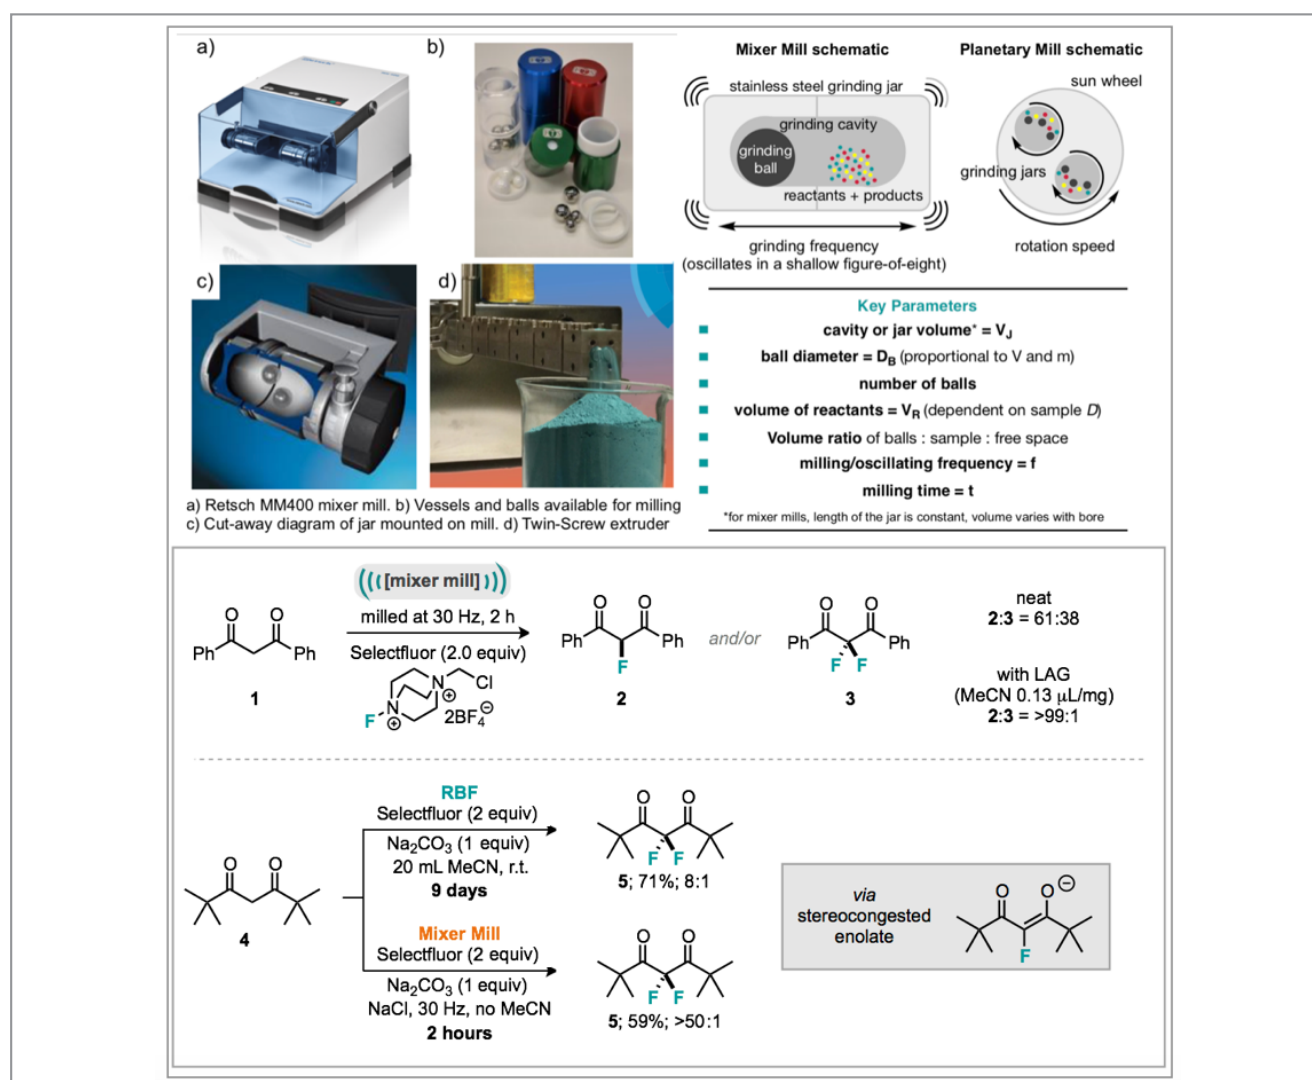 a)
b)
Mixer Mill schematic
stainless steel grinding jar
grinding cavity
grinding
ball
reactants + products
grinding frequency
(oscillates in a shallow figure-of-eight)
Planetary Mill schematic
sun wheel
grinding jars
rotation speed
c)
d)
a) Retsch MM400 mixer mill. b) Vessels and balls available for milling
c) Cut-away diagram of jar mounted on mill. d) Twin-Screw extruder
Key Parameters
cavity or jar volume* = VJ
ball diameter = DB (proportional to V and m)
number of balls
volume of reactants = VR (dependent on sample D)
Volume ratio of balls : sample : free space
milling/oscillating frequency = f
milling time = t
*for mixer mills, length of the jar is constant, volume varies with bore
((([mixer mill])))
milled at 30 Hz, 2 h
Selectfluor (2.0 equiv)
O O
Ph Ph
1
N Cl
⊕
N
F ⊕
2BF4⊖
O O
Ph Ph
F
2
and/or
O O
Ph Ph
F F
3
neat
2:3 = 61:38
with LAG
(MeCN 0.13 μL/mg)
2:3 = >99:1
O O
4
RBF
Selectfluor (2 equiv)
Na2CO3 (1 equiv)
20 mL MeCN, r.t.
9 days
O O
F F
5; 71%; 8:1
Mixer Mill
Selectfluor (2 equiv)
Na2CO3 (1 equiv)
NaCl, 30 Hz, no MeCN
2 hours
O O
F F
5; 59%; >50:1
via
stereocongested
enolate
O O⊖
F